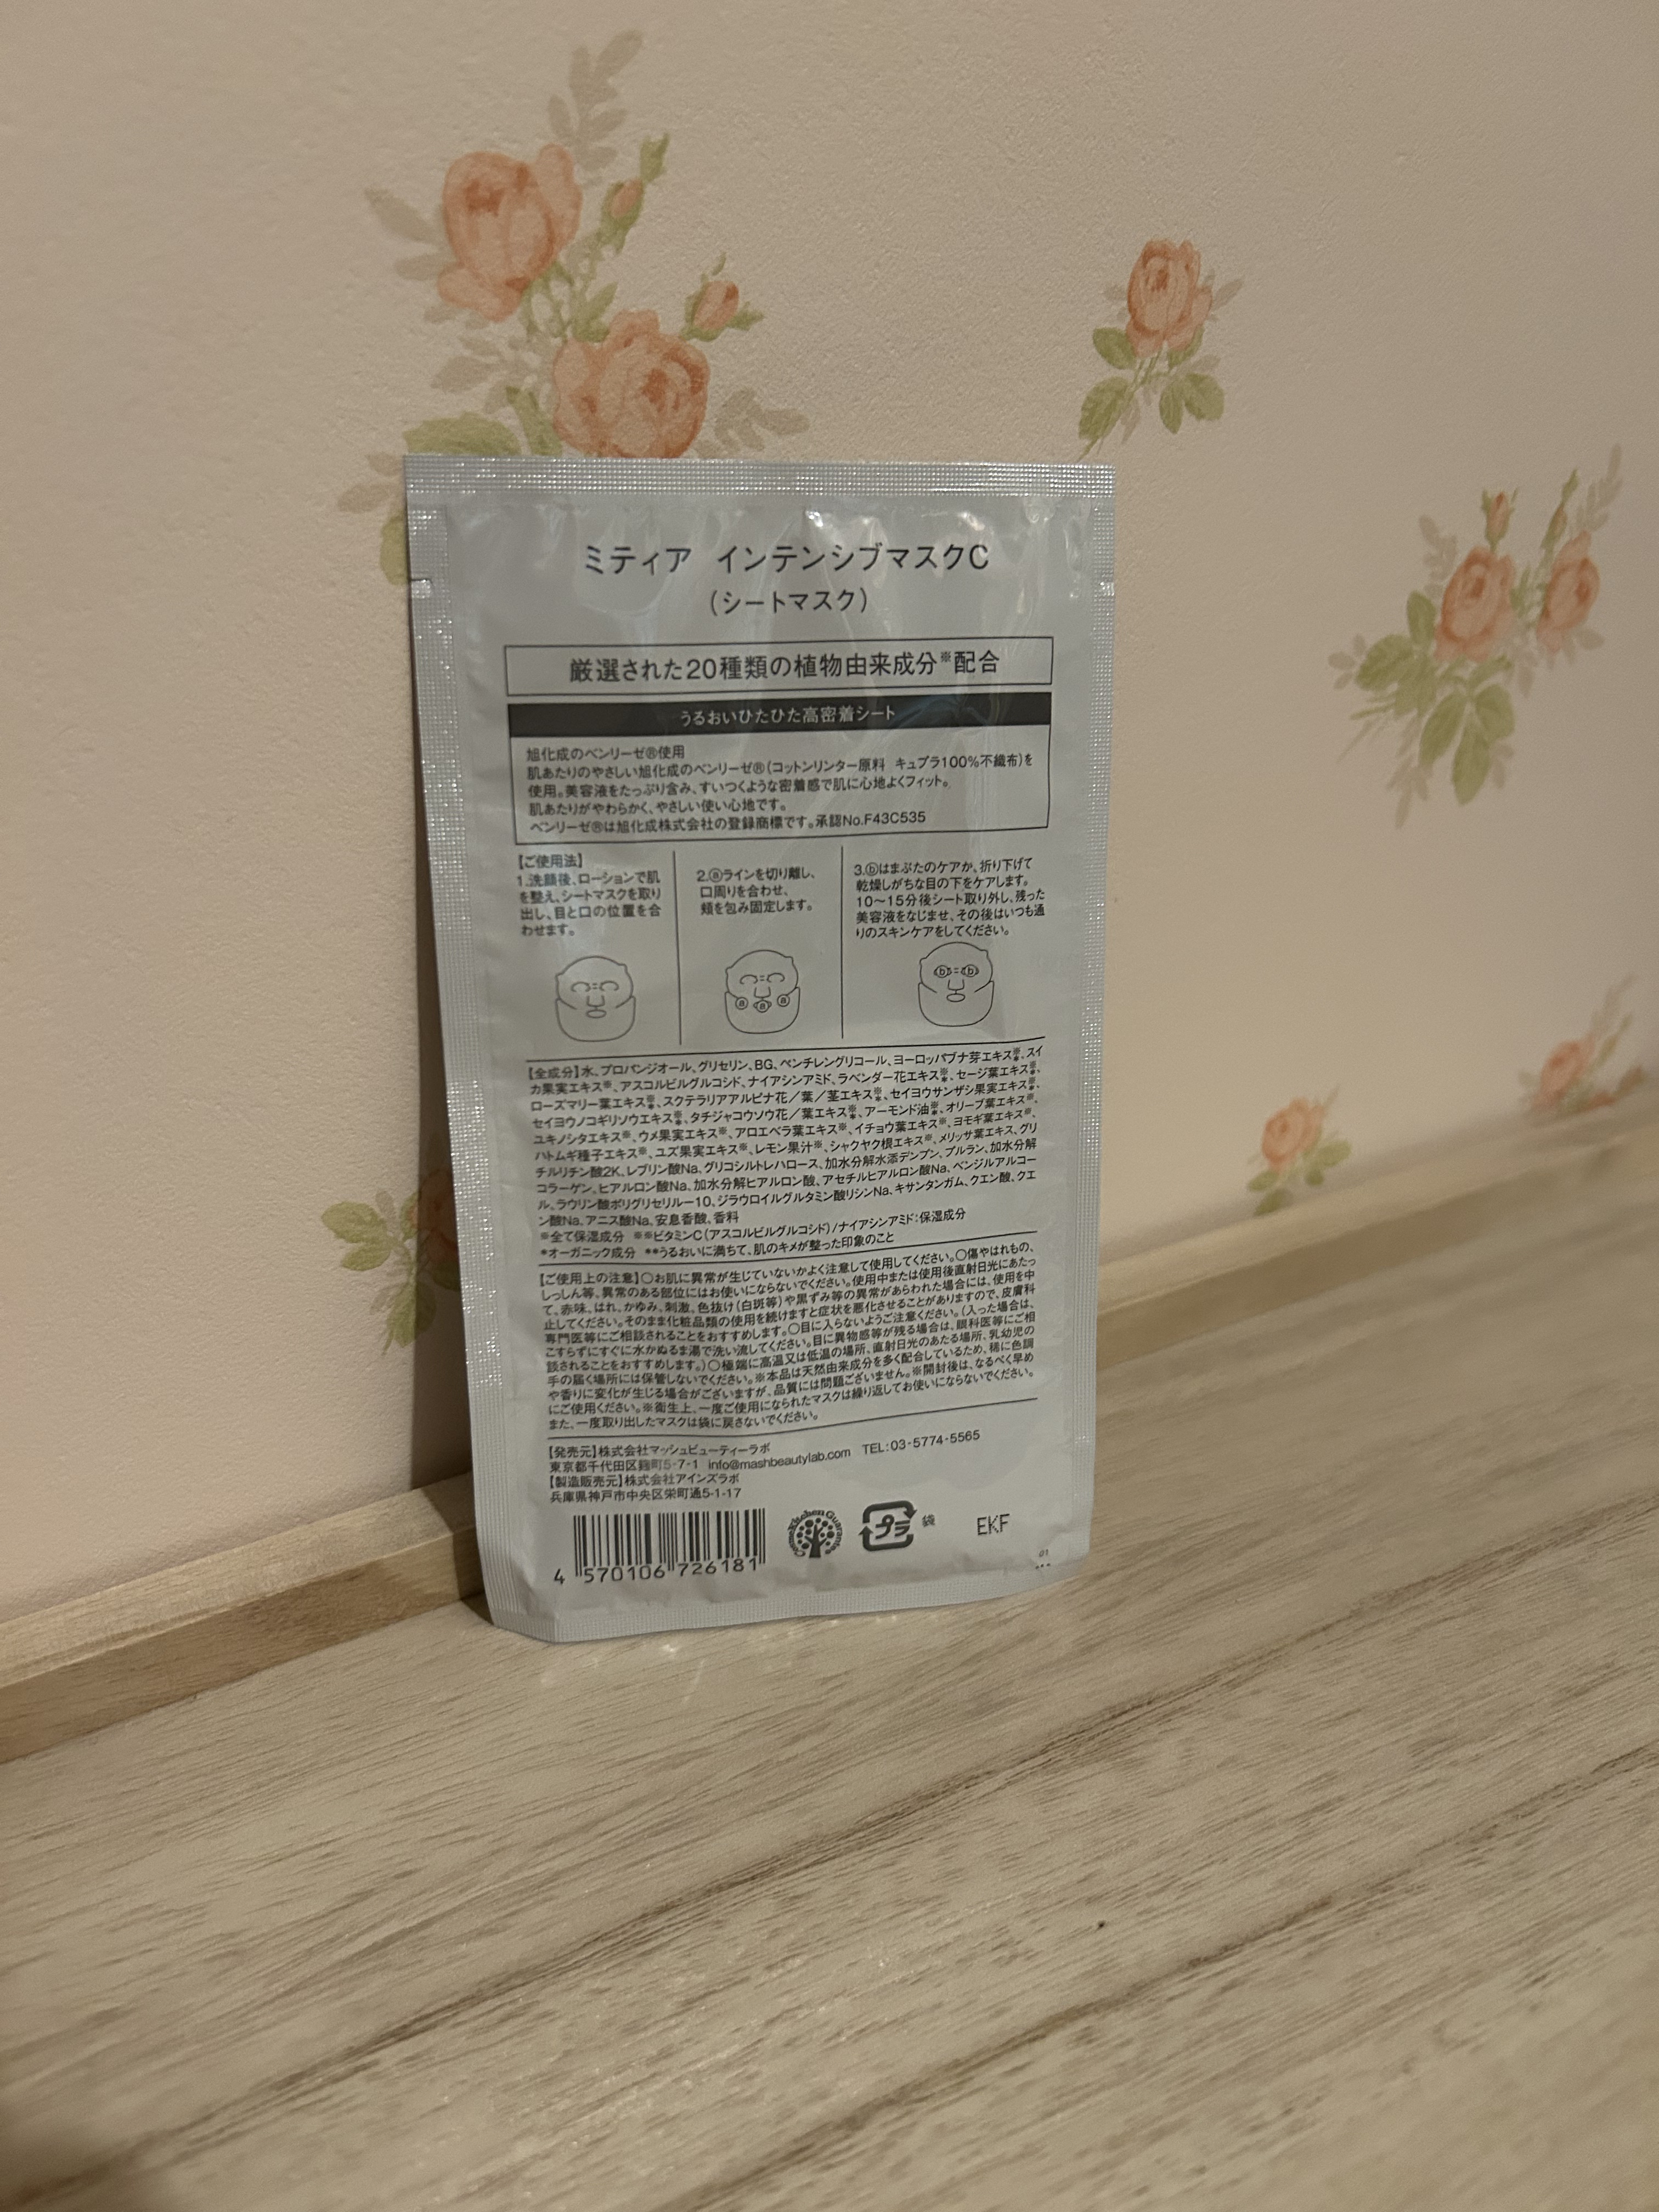 ミティア インテンシブマスクC
(シートマスク)
厳選された20種類の植物由来成分※配合
うるおいひたひた高密着シート
旭化成のベンリーゼ®使用
肌あたりのやさしい旭化成のベンリーゼ®(コットンリンター原料 キュプラ100%不織布)を
使用。美容液をたっぷり含み、すいつくような密着感で肌に心地よくフィット。
肌あたりがやわらかく、やさしい使い心地です。
ベンリーゼ®は旭化成株式会社の登録商標です。承認No.F43C535
【ご使用法】
1.洗顔後、ローションで肌
を整え、シートマスクを取り
出し、目と口の位置を合
わせます。
2.ⓐラインを切り離し、
口周りを合わせ、
頬を包み固定します。
ⓐ ⓐ ⓐ
3.ⓑはまぶたのケアか、折り下げて
乾燥しがちな目の下をケアします。
10〜15分後シート取り外し、残った
美容液をなじませ、その後はいつも通
りのスキンケアをしてください。
ⓑ ⓑ
【全成分】水、プロパンジオール、グリセリン、BG、ペンチレングリコール、ヨーロッパブナ芽エキス※、スイ
カ果実エキス※、アスコルビルグルコシド、ナイアシンアミド、ラベンダー花エキス※、セージ葉エキス※、
ローズマリー葉エキス※、スクテラリアアルピナ花/葉/茎エキス※、セイヨウサンザシ果実エキス※、
セイヨウノコギリソウエキス※、タチジャコウソウ花/葉エキス※、アーモンド油※、オリーブ葉エキス※、
ユキノシタエキス※、ウメ果実エキス※、アロエベラ葉エキス※、イチョウ葉エキス※、ヨモギ葉エキス※、
ハトムギ種子エキス※、ユズ果実エキス※、レモン果汁※、シャクヤク根エキス※、メリッサ葉エキス、グリ
チルリチン酸2K、レブリン酸Na、グリコシルトレハロース、加水分解水添デンプン、プルラン、加水分解
コラーゲン、ヒアルロン酸Na、加水分解ヒアルロン酸、アセチルヒアルロン酸Na、ベンジルアルコー
ル、ラウリン酸ポリグリセリル-10、ジラウロイルグルタミン酸リシンNa、キサンタンガム、クエン酸、クエ
ン酸Na、アニス酸Na、安息香酸、香料
※全て保湿成分 ※※ビタミンC(アスコルビルグルコシド)/ナイアシンアミド:保湿成分
*オーガニック成分 **うるおいに満ちて、肌のキメが整った印象のこと
【ご使用上の注意】○お肌に異常が生じていないかよく注意して使用してください。○傷やはれもの、
しっしん等、異常のある部位にはお使いにならないでください。使用中または使用後直射日光にあたっ
て、赤味、はれ、かゆみ、刺激、色抜け(白斑等)や黒ずみ等の異常があらわれた場合には、使用を中
止してください。そのまま化粧品類の使用を続けますと症状を悪化させることがありますので、皮膚科
専門医等にご相談されることをおすすめします。○目に入らないようご注意ください。(入った場合は、
こすらずにすぐに水かぬるま湯で洗い流してください。目に異物感等が残る場合は、眼科医等にご相
談されることをおすすめします。)○極端に高温又は低温の場所、直射日光のあたる場所、乳幼児の
手の届く場所には保管しないでください。※本品は天然由来成分を多く配合しているため、稀に色調
や香りに変化が生じる場合がございますが、品質には問題ございません。※開封後は、なるべく早め
にご使用ください。※衛生上、一度ご使用になられたマスクは繰り返してお使いにならないでください。
また、一度取り出したマスクは袋に戻さないでください。
【発売元】株式会社マッシュビューティーラボ
東京都千代田区麹町5-7-1 info@mashbeautylab.com TEL:03-5774-5565
【製造販売元】株式会社アインズラボ
兵庫県神戸市中央区栄町通5-1-17
4 570106 726181
プラ 袋
EKF
01